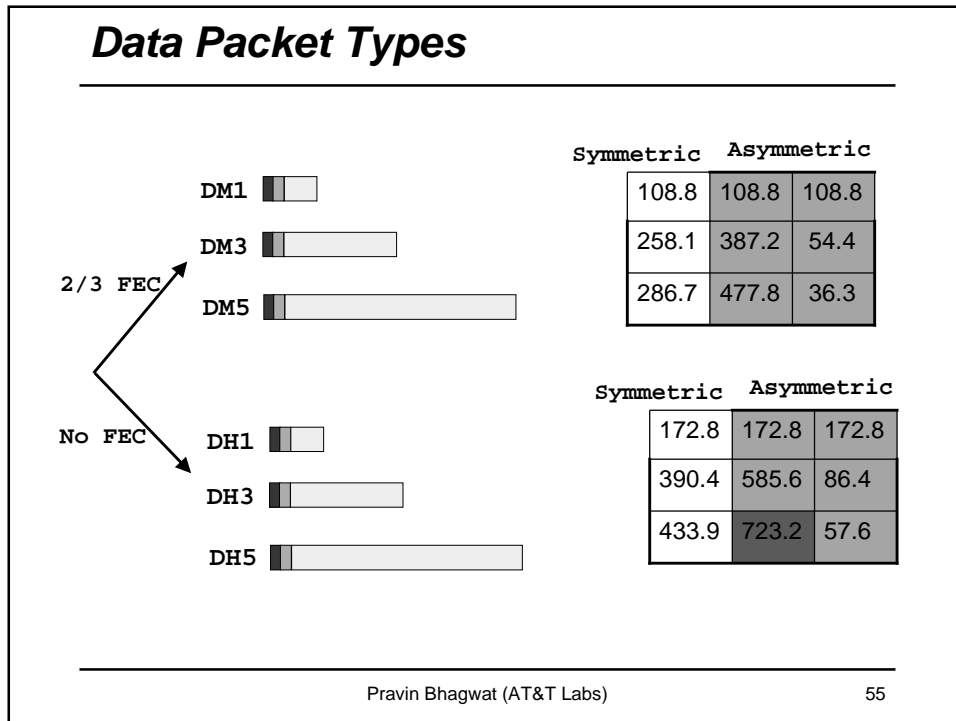 Data Packet Types
Symmetric Asymmetric
DM1 108.8 108.8 108.8
DM3 258.1 387.2 54.4
2/3 FEC
DM5 286.7 477.8 36.3
Symmetric Asymmetric
No FEC
DH1 172.8 172.8 172.8
DH3 390.4 585.6 86.4
DH5 433.9 723.2 57.6
Pravin Bhagwat (AT&T Labs) 55